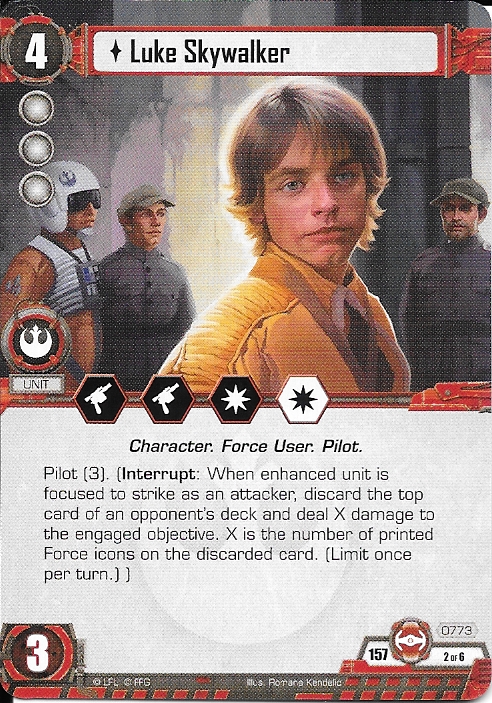 4
Luke Skywalker
UNIT
Character. Force User. Pilot.
Pilot (3). (Interrupt: When enhanced unit is
focused to strike as an attacker, discard the top
card of an opponent's deck and deal X damage to
the engaged objective. X is the number of printed
Force icons on the discarded card. (Limit once
per turn.) )
3
0773
157
2 OF 6
© LFL © FFG
Illus. Romana Kendelic